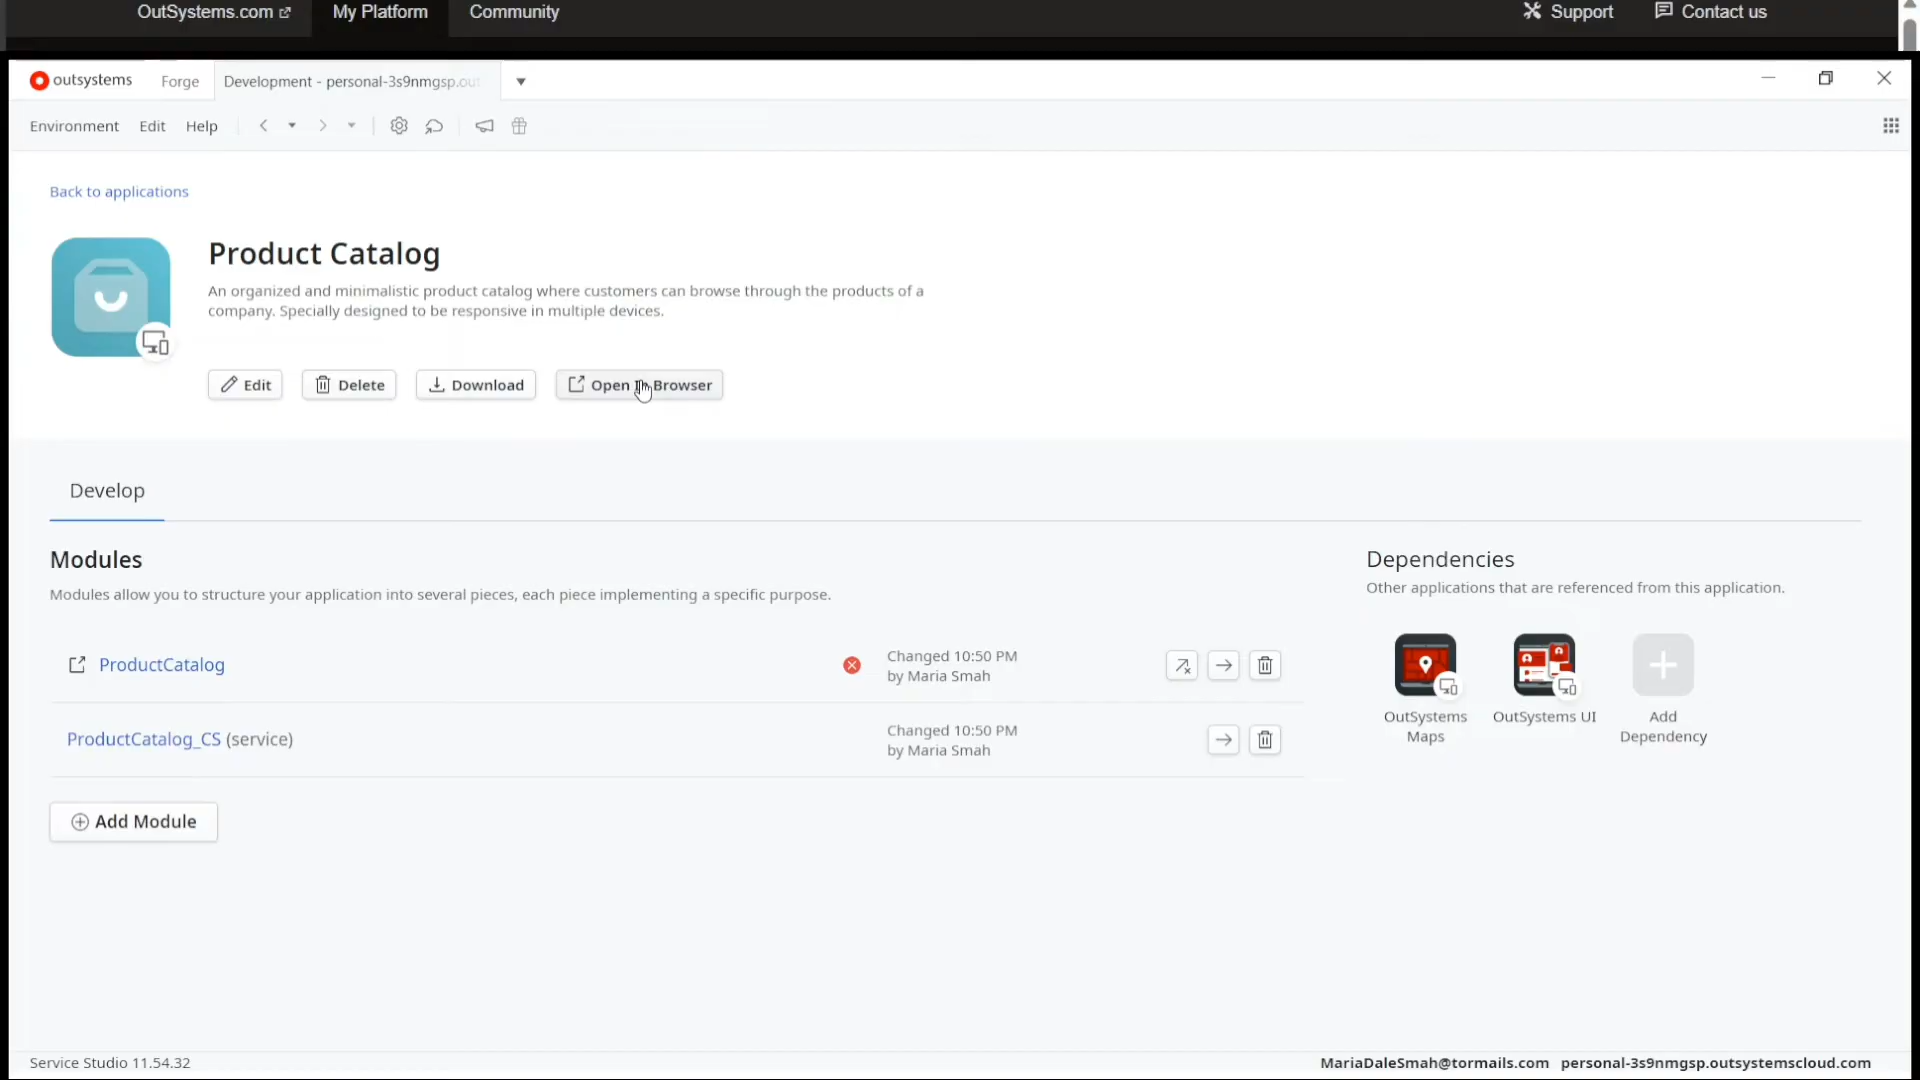 OutSystems.com
My Platform
Community
Support
Contact us
outsystems
Forge
Development - personal-3s9nmgsp.out
Environment
Edit
Help
Back to applications
Product Catalog
An organized and minimalistic product catalog where customers can browse through the products of a
company. Specially designed to be responsive in multiple devices.
Edit
Delete
Download
Open In Browser
Develop
Modules
Modules allow you to structure your application into several pieces, each piece implementing a specific purpose.
ProductCatalog
Changed 10:50 PM
by Maria Smah
ProductCatalog_CS (service)
Changed 10:50 PM
by Maria Smah
Add Module
Dependencies
Other applications that are referenced from this application.
OutSystems
Maps
OutSystems UI
Add
Dependency
Service Studio 11.54.32
MariaDaleSmah@tormails.com
personal-3s9nmgsp.outsystemscloud.com